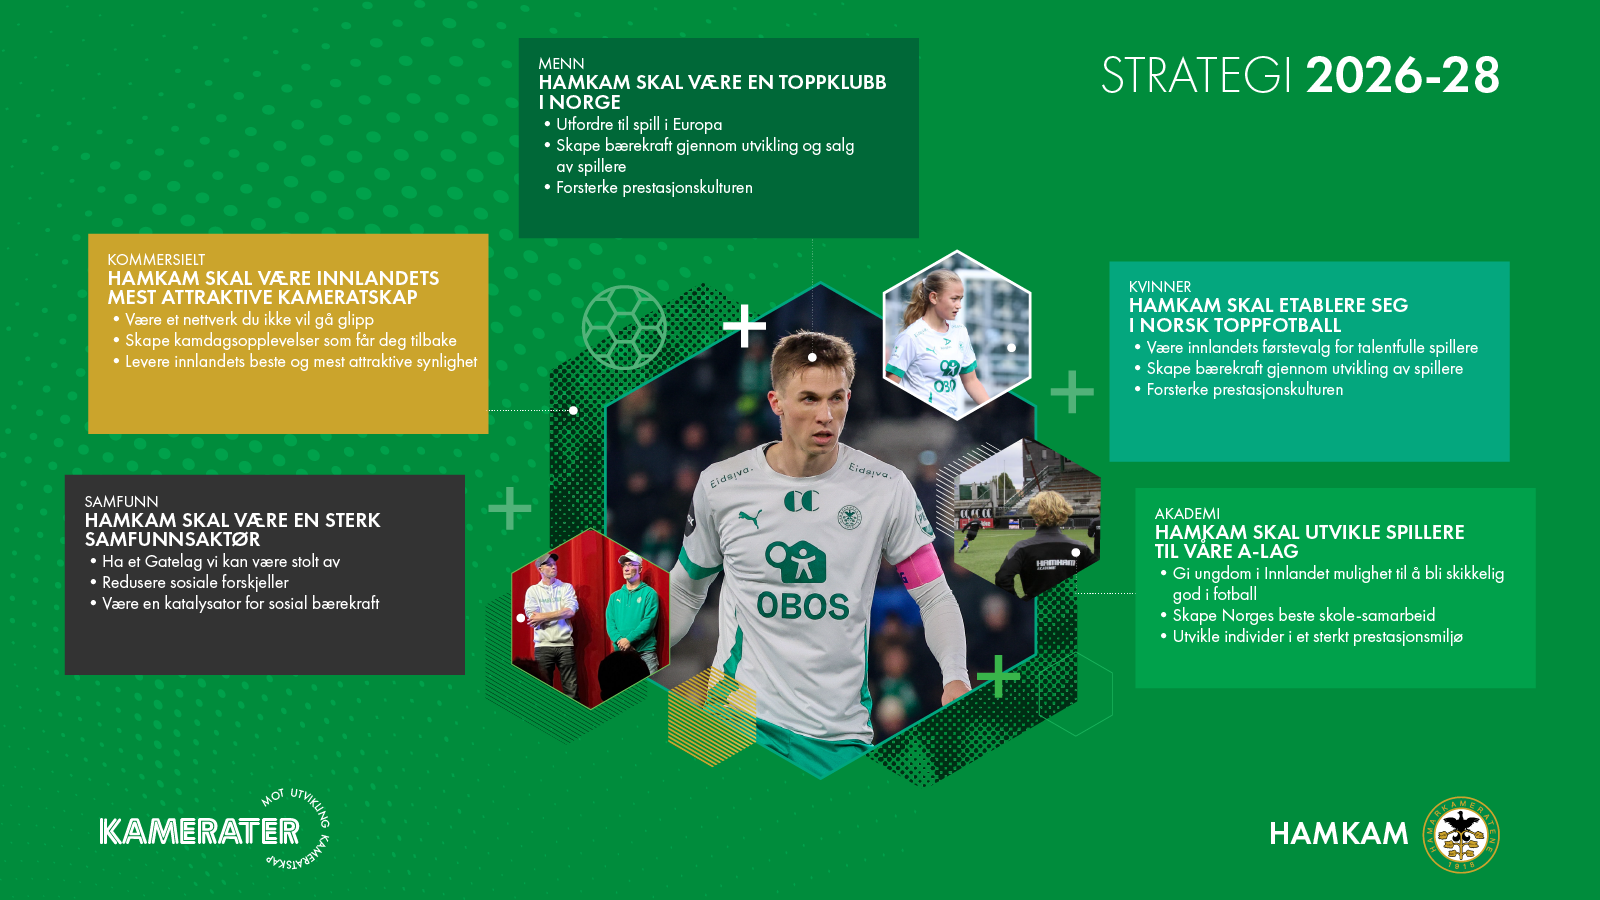 STRATEGI 2026-28
MENN
HAMKAM SKAL VÆRE EN TOPPKLUBB
I NORGE
• Utfordre til spill i Europa
• Skape bærekraft gjennom utvikling og salg
av spillere
• Forsterke prestasjonskulturen
KOMMERSIELT
HAMKAM SKAL VÆRE INNLANDETS
MEST ATTRAKTIVE KAMERATSKAP
• Være et nettverk du ikke vil gå glipp
• Skape kamdagsopplevelser som får deg tilbake
• Levere innlandets beste og mest attraktive synlighet
KVINNER
HAMKAM SKAL ETABLERE SEG
I NORSK TOPPFOTBALL
• Være innlandets førstevalg for talentfulle spillere
• Skape bærekraft gjennom utvikling av spillere
• Forsterke prestasjonskulturen
SAMFUNN
HAMKAM SKAL VÆRE EN STERK
SAMFUNNSAKTØR
• Ha et Gatelag vi kan være stolt av
• Redusere sosiale forskjeller
• Være en katalysator for sosial bærekraft
AKADEMI
HAMKAM SKAL UTVIKLE SPILLERE
TIL VÅRE A-LAG
• Gi ungdom i Innlandet mulighet til å bli skikkelig
god i fotball
• Skape Norges beste skole-samarbeid
• Utvikle individer i et sterkt prestasjonsmiljø
Eidsiva.
Eidsiva.
CC
OBOS
OBOS
HAMKAM
KAMERATER
MOT UTVIKLING KAMERATSKAP
HAMKAM
HAMARKAMERATENE
1918